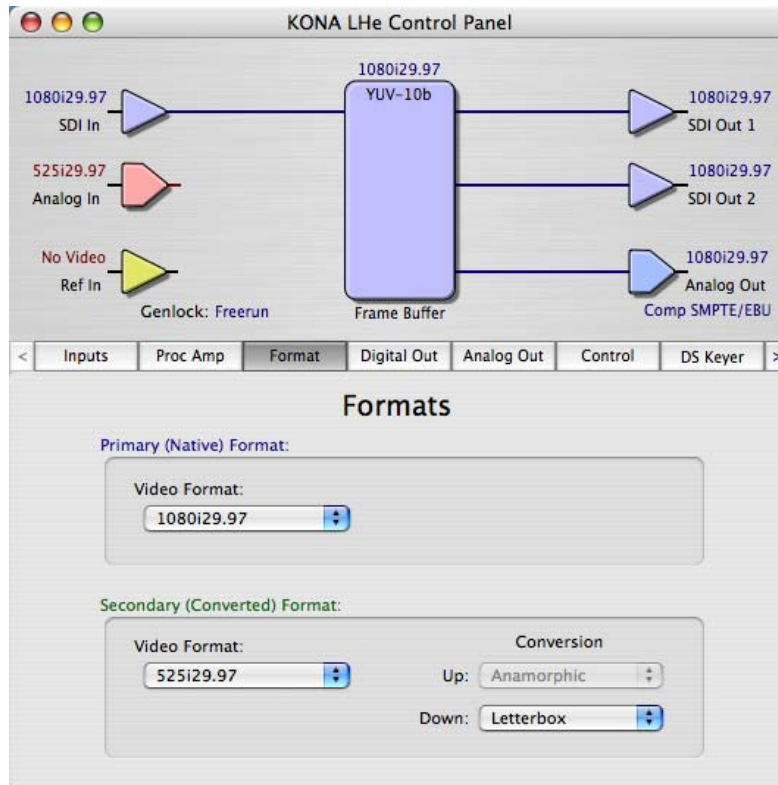 KONA LHe Control Panel
1080i29.97
1080i29.97
SDI In
YUV-10b
1080i29.97
SDI Out 1
525i29.97
Analog In
1080i29.97
SDI Out 2
No Video
Ref In
1080i29.97
Analog Out
Genlock: Freerun
Frame Buffer
Comp SMPTE/EBU
< Inputs Proc Amp Format Digital Out Analog Out Control DS Keyer >
Formats
Primary (Native) Format:
Video Format:
1080i29.97
Secondary (Converted) Format:
Video Format:
Conversion
525i29.97
Up: Anamorphic
Down: Letterbox